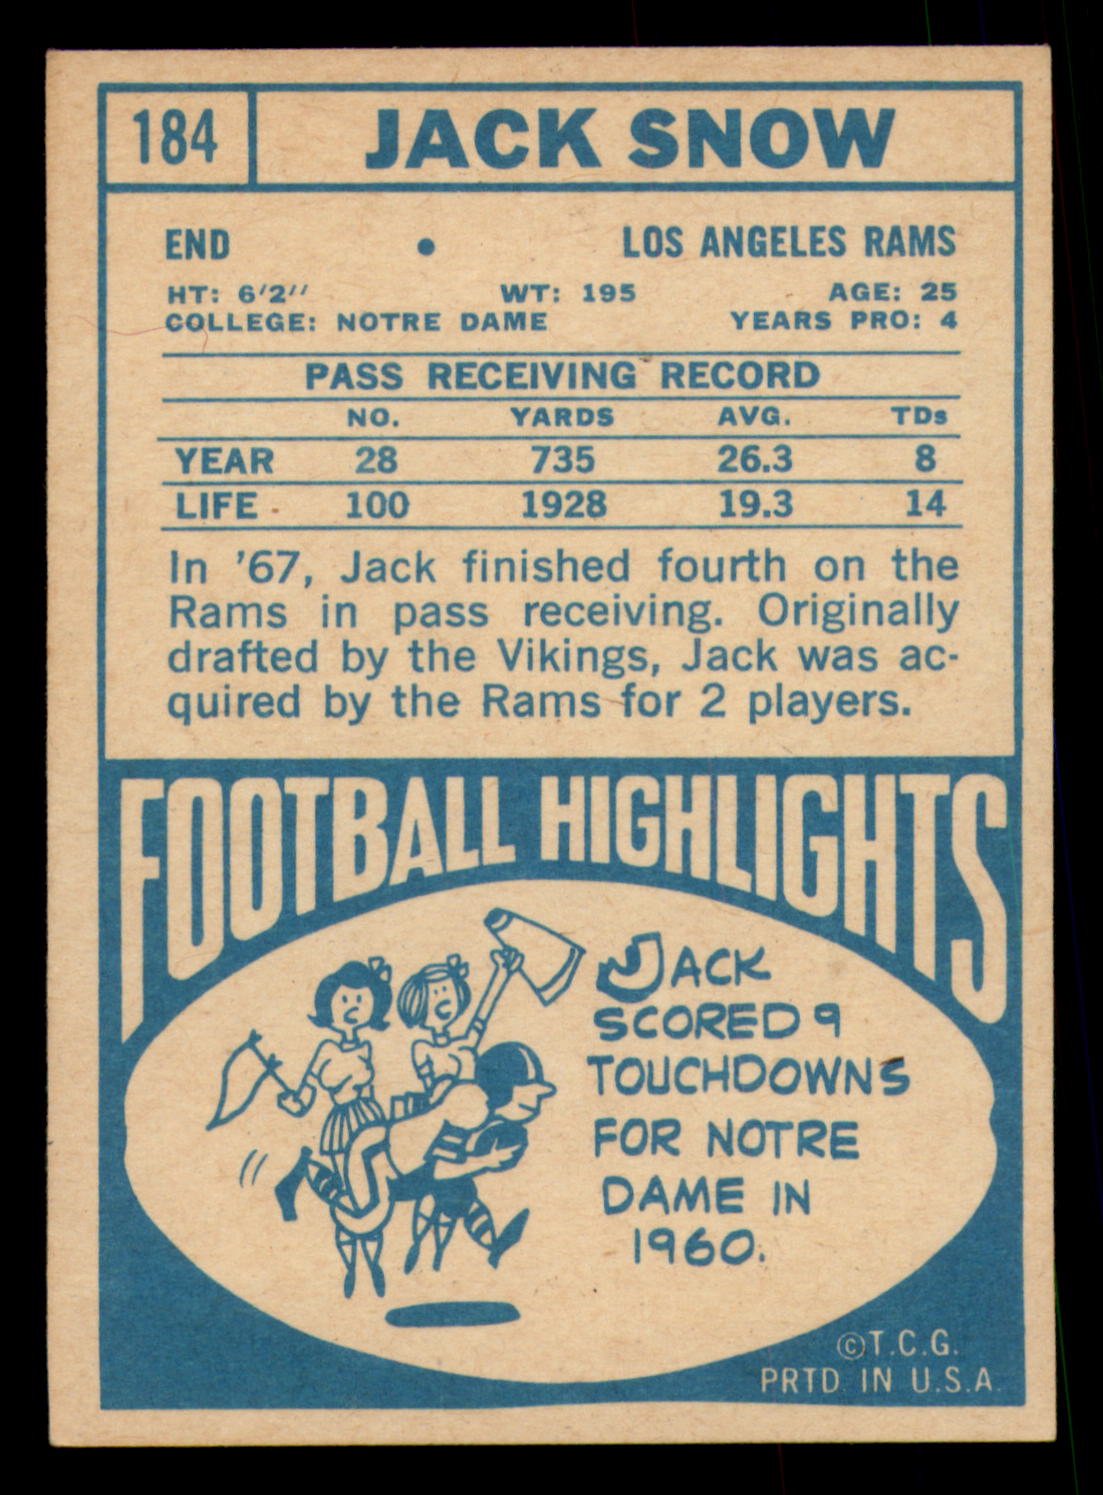 184
JACK SNOW
END • LOS ANGELES RAMS
HT: 6'2'' WT: 195 AGE: 25
COLLEGE: NOTRE DAME YEARS PRO: 4
PASS RECEIVING RECORD
NO. YARDS AVG. TDs
YEAR 28 735 26.3 8
LIFE 100 1928 19.3 14
In '67, Jack finished fourth on the
Rams in pass receiving. Originally
drafted by the Vikings, Jack was ac-
quired by the Rams for 2 players.
FOOTBALL HIGHLIGHTS
JACK
SCORED 9
TOUCHDOWNS
FOR NOTRE
DAME IN
1960.
©T.C.G.
PRTD. IN U.S.A.